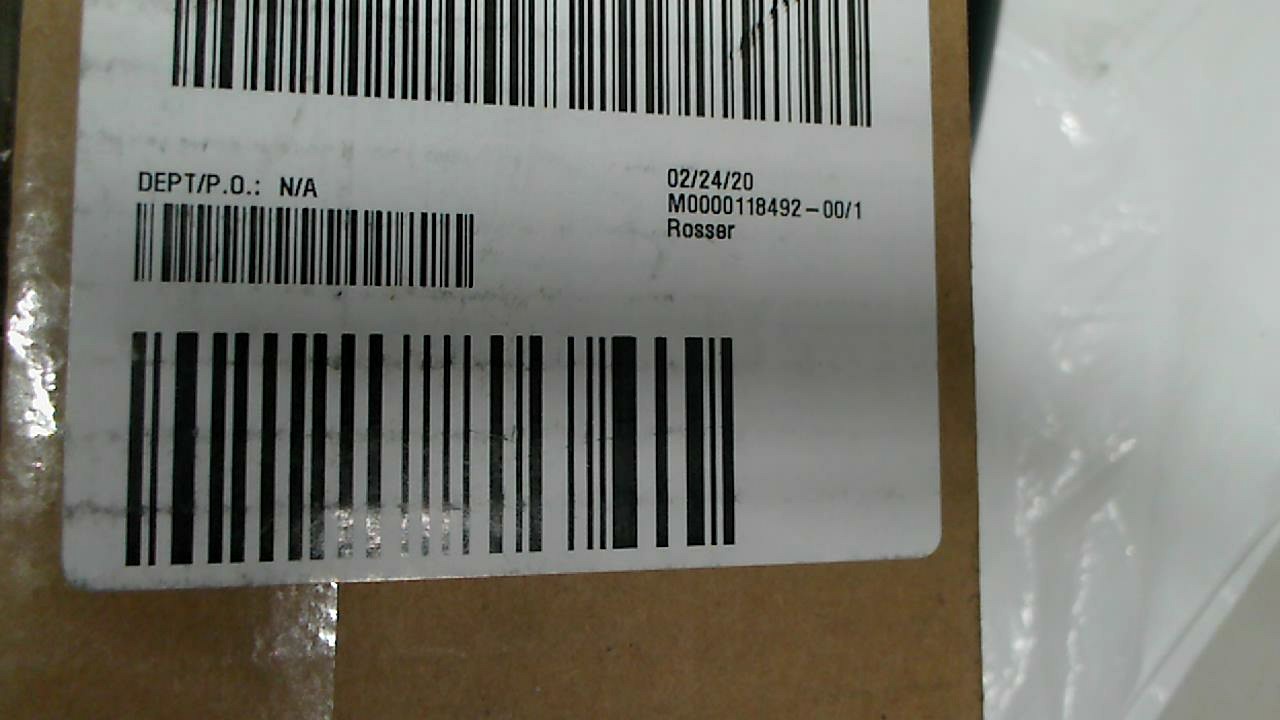 DEPT/P.O.: N/A
02/24/20
M0000118492-00/1
Rosser